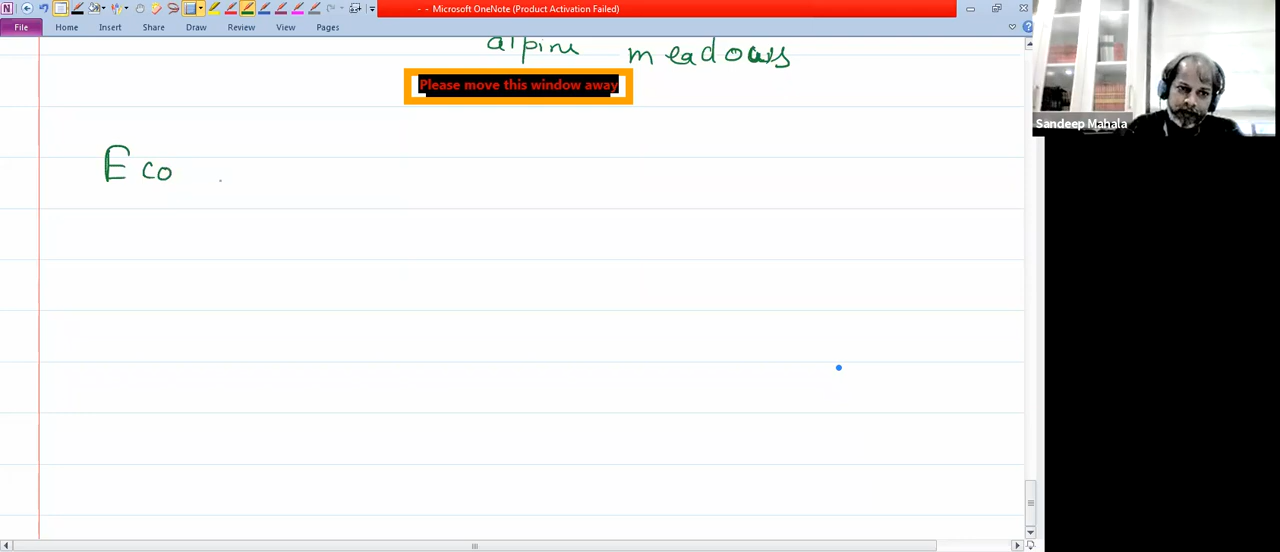 - - Microsoft OneNote (Product Activation Failed)
File Home Insert Share Draw Review View Pages
alpine meadows
Please move this window away
Sandeep Mahala
Eco